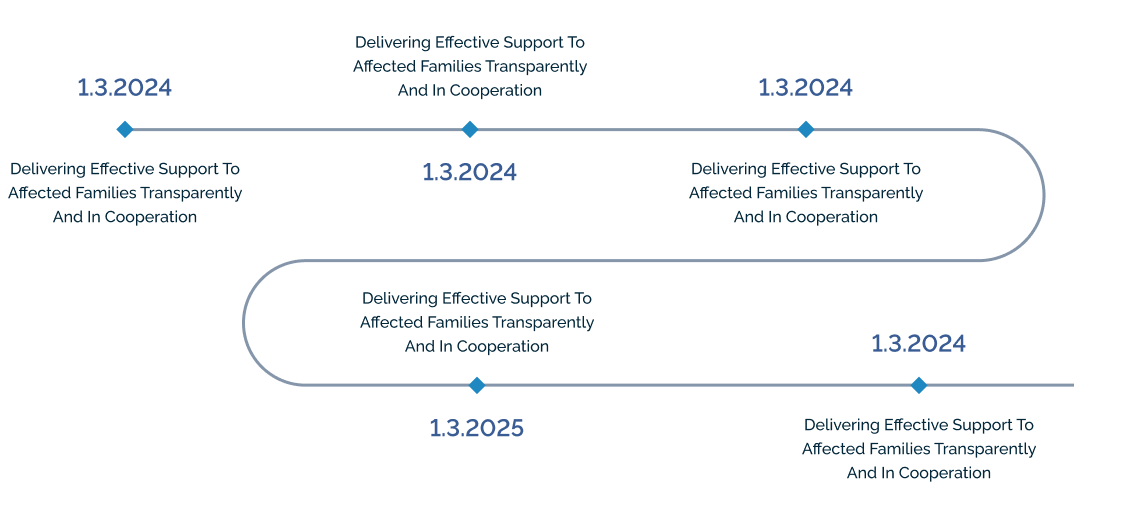 1.3.2024
Delivering Effective Support To
Affected Families Transparently
And In Cooperation
Delivering Effective Support To
Affected Families Transparently
And In Cooperation
1.3.2024
1.3.2024
Delivering Effective Support To
Affected Families Transparently
And In Cooperation
Delivering Effective Support To
Affected Families Transparently
And In Cooperation
1.3.2025
1.3.2024
Delivering Effective Support To
Affected Families Transparently
And In Cooperation